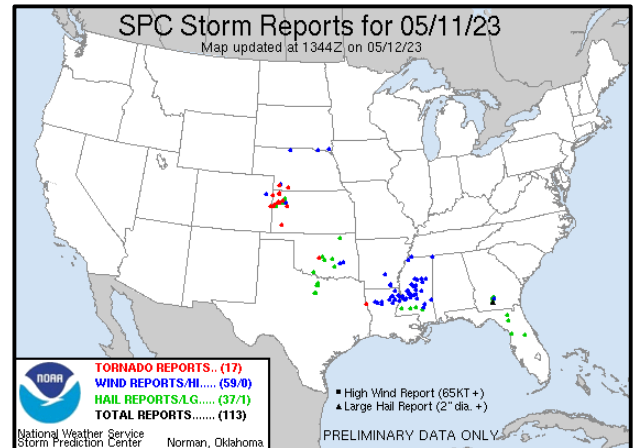 SPC Storm Reports for 05/11/23
Map updated at 1344Z on 05/12/23
NOAA
TORNADO REPORTS.. (17)
WIND REPORTS/HI..... (59/0)
HAIL REPORTS/LG..... (37/1)
TOTAL REPORTS....... (113)
National Weather Service
Storm Prediction Center Norman, Oklahoma
High Wind Report (65KT +)
Large Hail Report (2" dia. +)
PRELIMINARY DATA ONLY